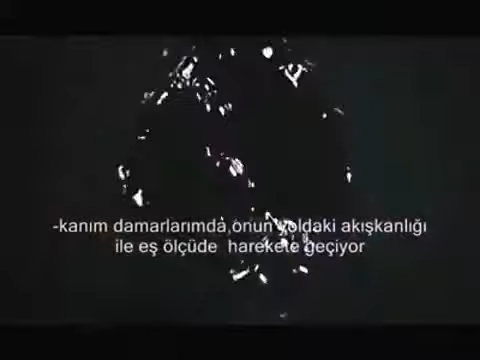 -kanım damarlarımda,onun yoldaki akışkanlığı
ile eş ölçüde  harekete geçiyor